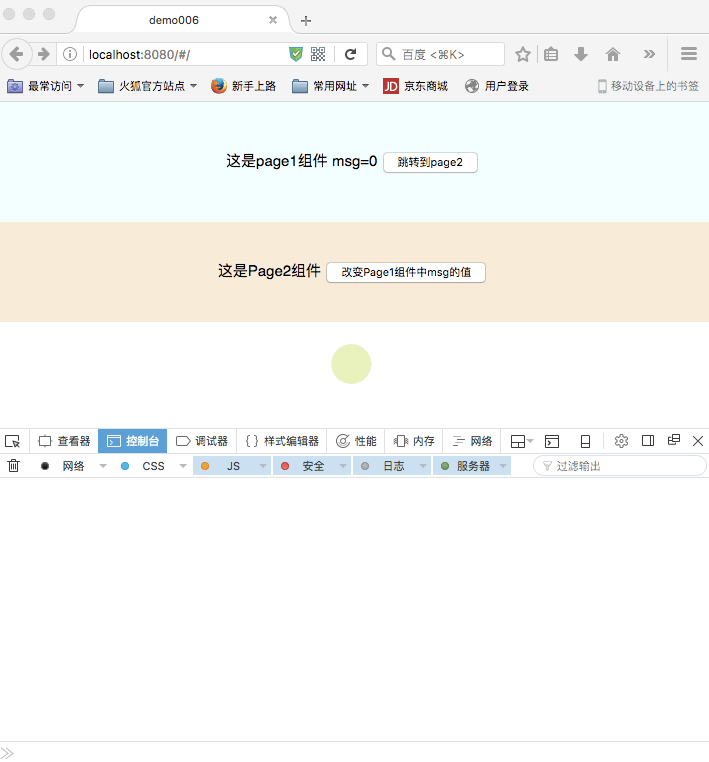 demo006
localhost:8080/#/
百度 <⌘K>
最常访问 火狐官方站点 新手上路 常用网址 JD 京东商城 用户登录 移动设备上的书签
这是page1组件 msg=0 跳转到page2
这是Page2组件 改变Page1组件中msg的值
查看器 控制台 调试器 样式编辑器 性能 内存 网络
网络 CSS JS 安全 日志 服务器 过滤输出